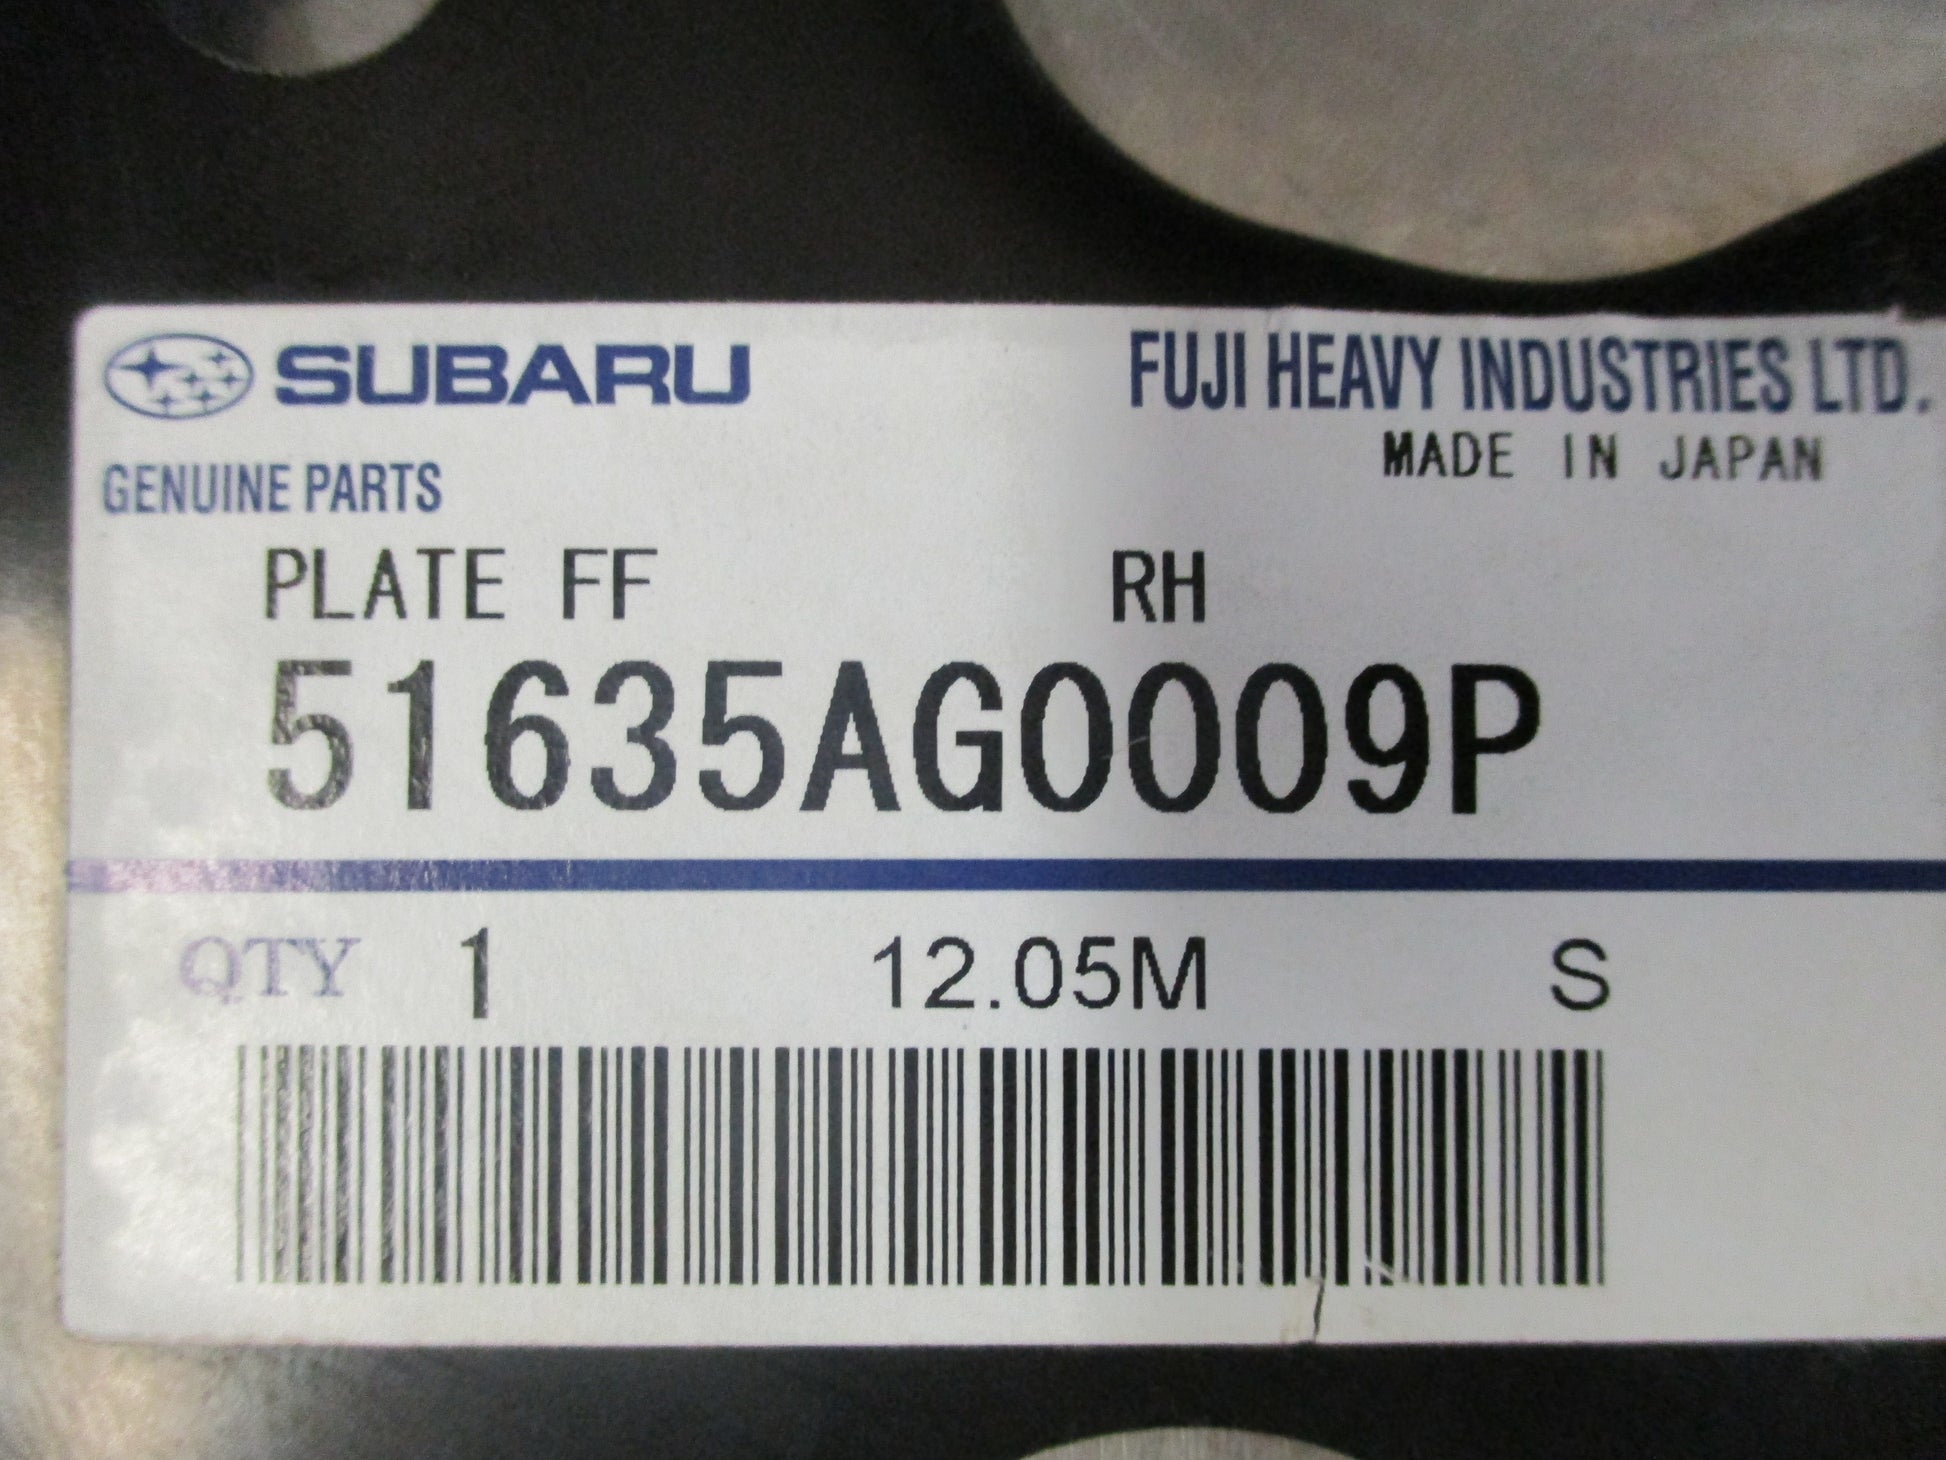 SUBARU
FUJI HEAVY INDUSTRIES LTD.
MADE IN JAPAN
GENUINE PARTS
PLATE FF RH
51635AG0009P
QTY 1 12.05M S